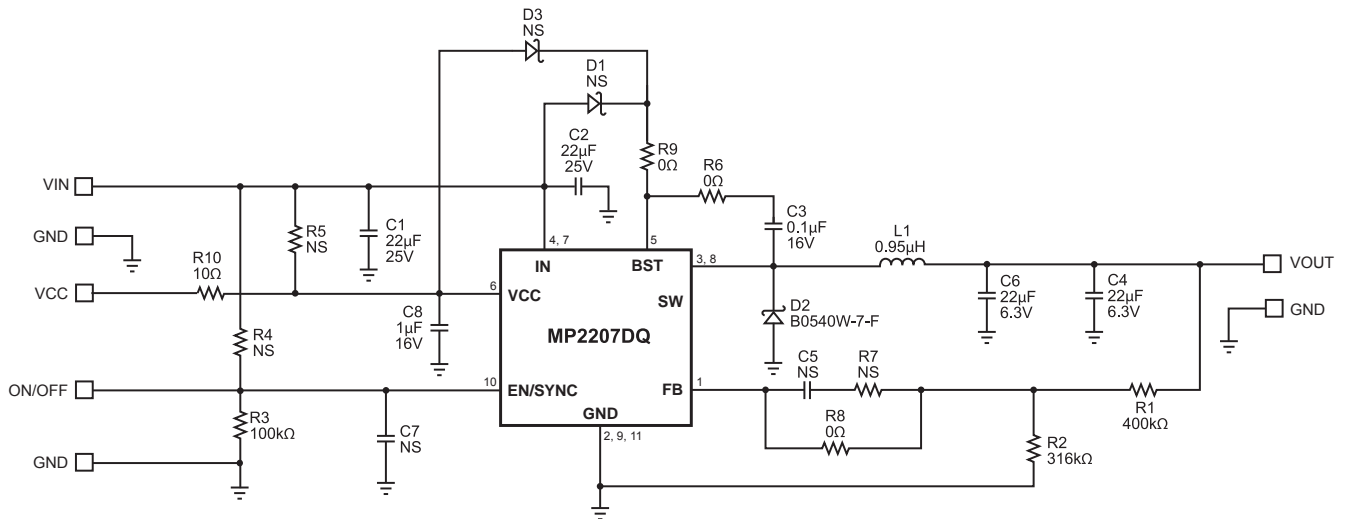 D3
NS
D1
NS
C2
22µF
25V
R9
0Ω
R6
0Ω
VIN
R5
NS
C1
22µF
25V
C3
0.1µF
16V
L1
0.95µH
GND
4, 7
5
3, 8
IN
BST
R10
10Ω
VCC
6
VCC
SW
VOUT
C6
22µF
6.3V
C4
22µF
6.3V
GND
C8
1µF
16V
D2
B0540W-7-F
MP2207DQ
R4
NS
C5
NS
R7
NS
ON/OFF
10
EN/SYNC
FB
1
R1
400kΩ
R3
100kΩ
C7
NS
GND
2, 9, 11
R8
0Ω
R2
316kΩ
GND